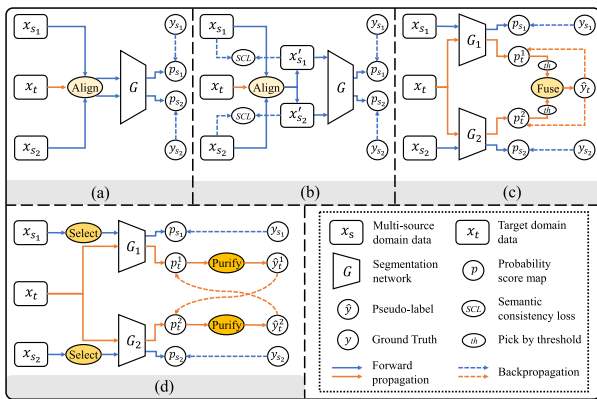 x_{s_1}
y_{s_1}
x_t
Align
G
p_{s_1}
p_{s_2}
x_{s_2}
y_{s_2}
(a)
x_{s_1}
y_{s_1}
SCL
x'_{s_1}
x_t
Align
G
p_{s_1}
p_{s_2}
SCL
x'_{s_2}
x_{s_2}
y_{s_2}
(b)
x_{s_1}
G_1
p_{s_1}
y_{s_1}
p_t^1
th
x_t
Fuse
ŷ_t
th
p_t^2
G_2
x_{s_2}
p_{s_2}
y_{s_2}
(c)
x_{s_1}
Select
G_1
p_{s_1}
y_{s_1}
p_t^1
Purify
ŷ_t^1
x_t
p_t^2
Purify
ŷ_t^2
G_2
x_{s_2}
Select
p_{s_2}
y_{s_2}
(d)
x_s Multi-source domain data
x_t Target domain data
G Segmentation network
p Probability score map
ŷ Pseudo-label
SCL Semantic consistency loss
y Ground Truth
th Pick by threshold
Forward propagation
Backpropagation